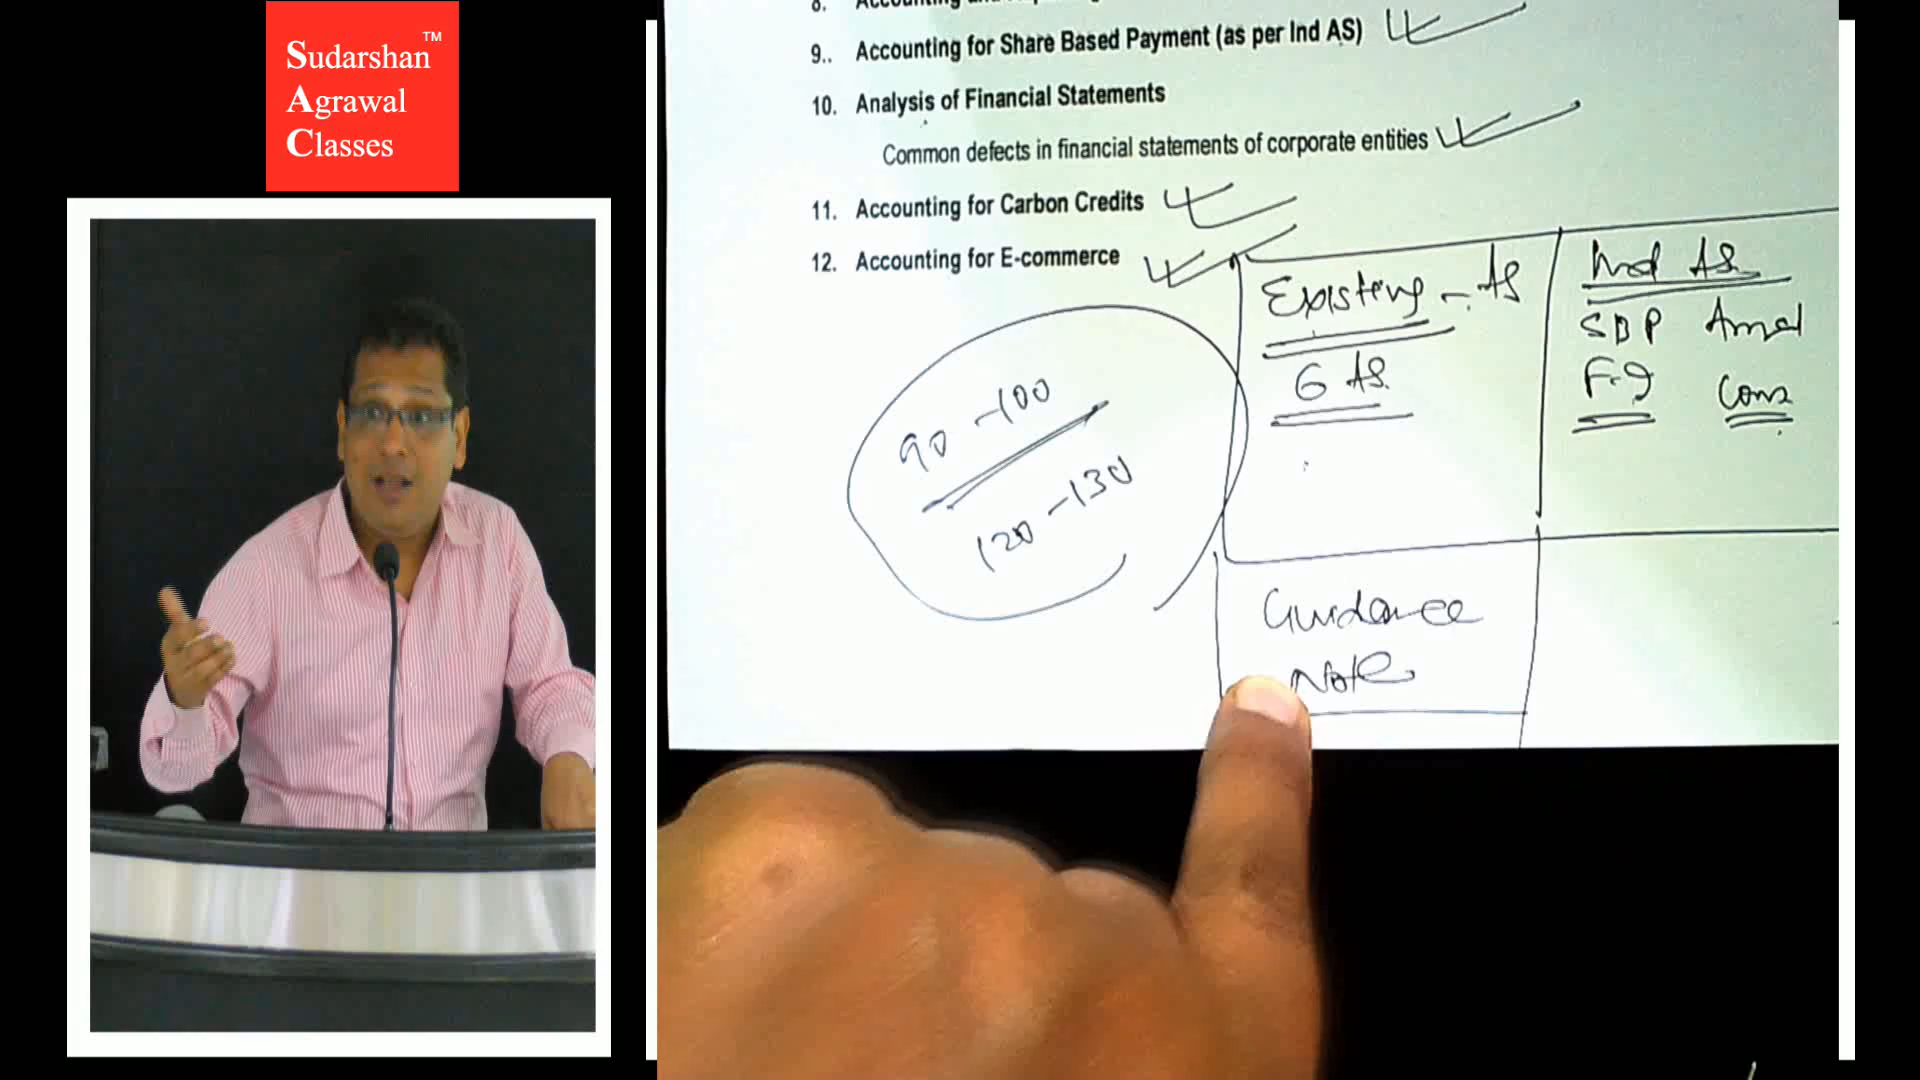 Sudarshan™
Agrawal
Classes
8.
9.. Accounting for Share Based Payment (as per Ind AS)
10. Analysis of Financial Statements
Common defects in financial statements of corporate entities
11. Accounting for Carbon Credits
12. Accounting for E-commerce
Existing - AS
6 AS
Ind AS
SBP Amal
F.I Cons
90 -100
120 -130
Guidance
Note